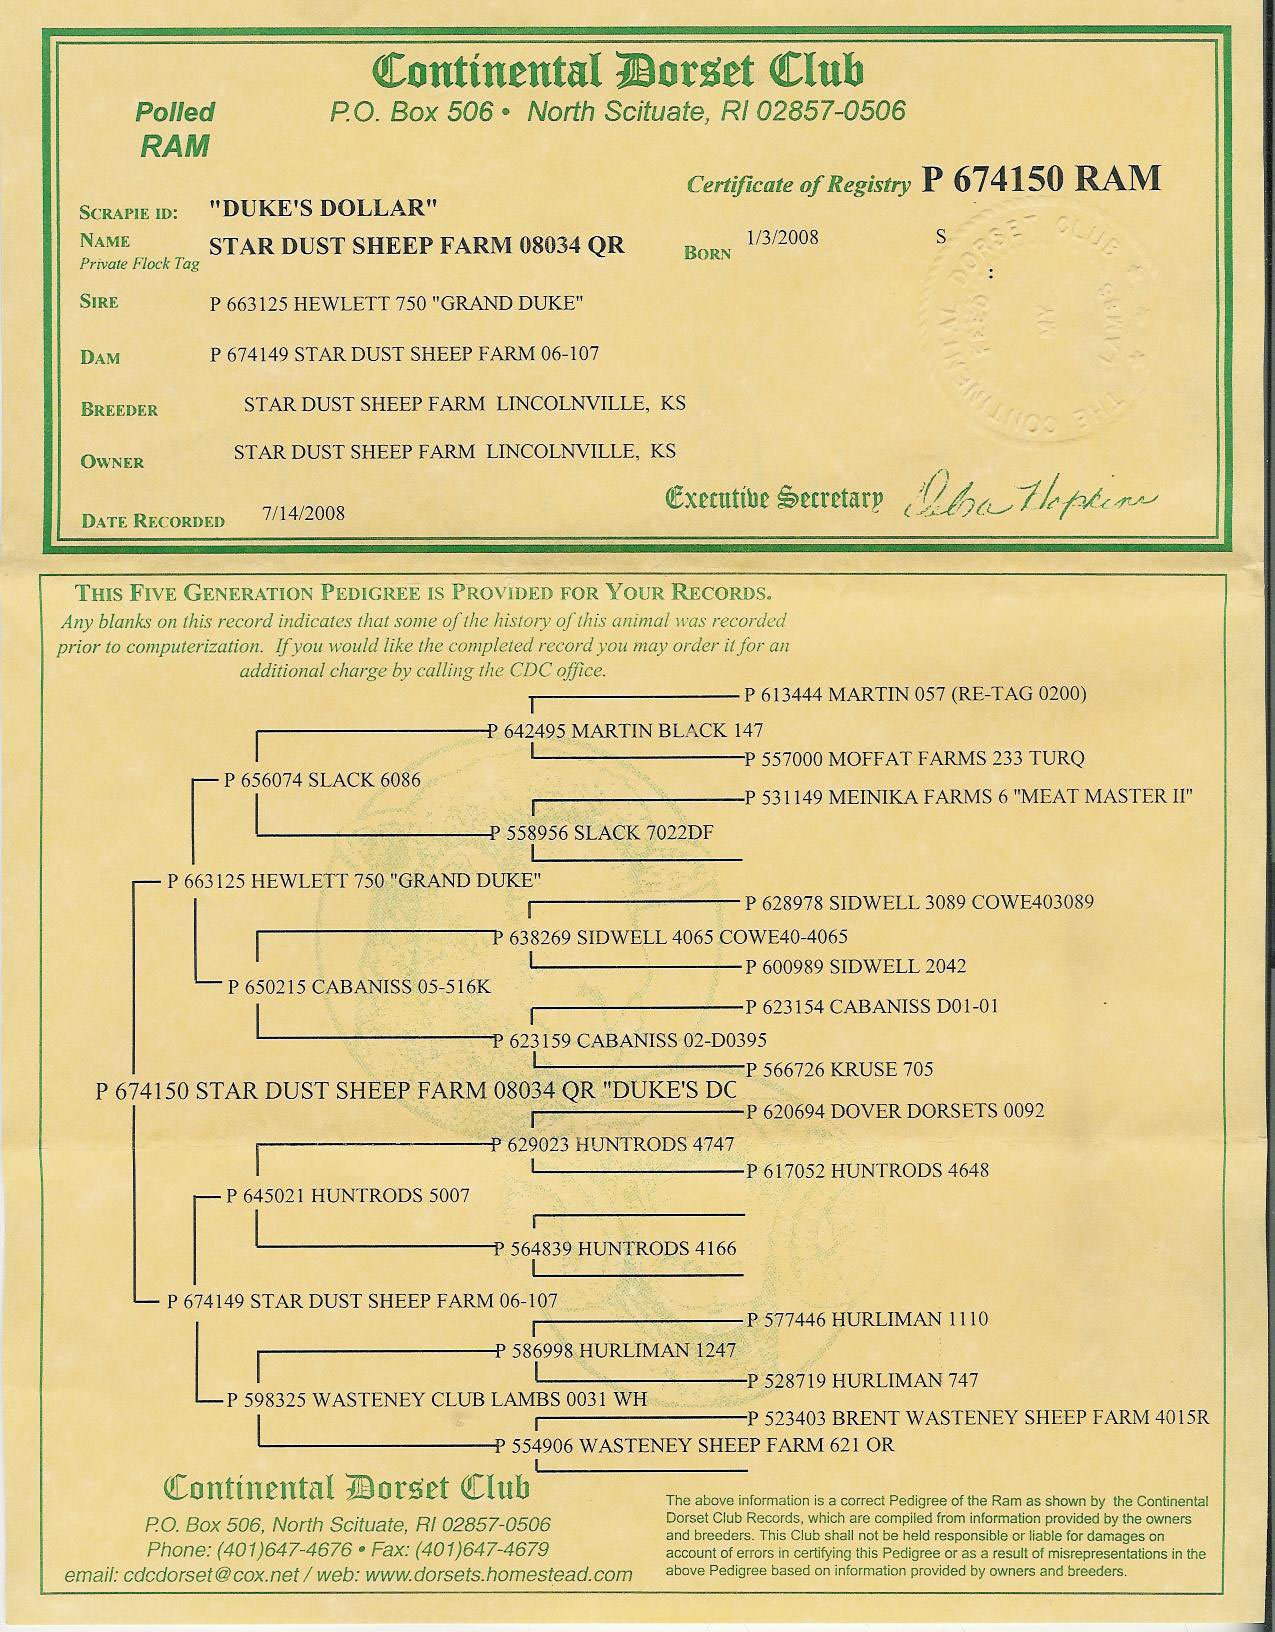 Continental Dorset Club
Polled
P.O. Box 506 • North Scituate, RI 02857-0506
RAM
Certificate of Registry P 674150 RAM
SCRAPIE ID: "DUKE'S DOLLAR"
NAME STAR DUST SHEEP FARM 08034 QR BORN 1/3/2008 S
Private Flock Tag
:
SIRE P 663125 HEWLETT 750 "GRAND DUKE"
DAM P 674149 STAR DUST SHEEP FARM 06-107
BREEDER STAR DUST SHEEP FARM LINCOLNVILLE, KS
OWNER STAR DUST SHEEP FARM LINCOLNVILLE, KS
Executive Secretary Debra Hopkins
DATE RECORDED 7/14/2008
THE CONTINENTAL DORSET CLUB
THIS FIVE GENERATION PEDIGREE IS PROVIDED FOR YOUR RECORDS.
Any blanks on this record indicates that some of the history of this animal was recorded
prior to computerization. If you would like the completed record you may order it for an
additional charge by calling the CDC office.
P 613444 MARTIN 057 (RE-TAG 0200)
P 642495 MARTIN BLACK 147
P 557000 MOFFAT FARMS 233 TURQ
P 656074 SLACK 6086
P 531149 MEINIKA FARMS 6 "MEAT MASTER II"
P 558956 SLACK 7022DF
P 663125 HEWLETT 750 "GRAND DUKE"
P 628978 SIDWELL 3089 COWE403089
P 638269 SIDWELL 4065 COWE40-4065
P 600989 SIDWELL 2042
P 650215 CABANISS 05-516K
P 623154 CABANISS D01-01
P 623159 CABANISS 02-D0395
P 566726 KRUSE 705
P 674150 STAR DUST SHEEP FARM 08034 QR "DUKE'S DC
P 620694 DOVER DORSETS 0092
P 629023 HUNTRODS 4747
P 617052 HUNTRODS 4648
P 645021 HUNTRODS 5007
P 564839 HUNTRODS 4166
P 674149 STAR DUST SHEEP FARM 06-107
P 577446 HURLIMAN 1110
P 586998 HURLIMAN 1247
P 528719 HURLIMAN 747
P 598325 WASTENEY CLUB LAMBS 0031 WH
P 523403 BRENT WASTENEY SHEEP FARM 4015R
P 554906 WASTENEY SHEEP FARM 621 OR
Continental Dorset Club
P.O. Box 506, North Scituate, RI 02857-0506
Phone: (401)647-4676 • Fax: (401)647-4679
email: cdcdorset@cox.net / web: www.dorsets.homestead.com
The above information is a correct Pedigree of the Ram as shown by the Continental
Dorset Club Records, which are compiled from information provided by the owners
and breeders. This Club shall not be held responsible or liable for damages on
account of errors in certifying this Pedigree or as a result of misrepresentations in the
above Pedigree based on information provided by owners and breeders.